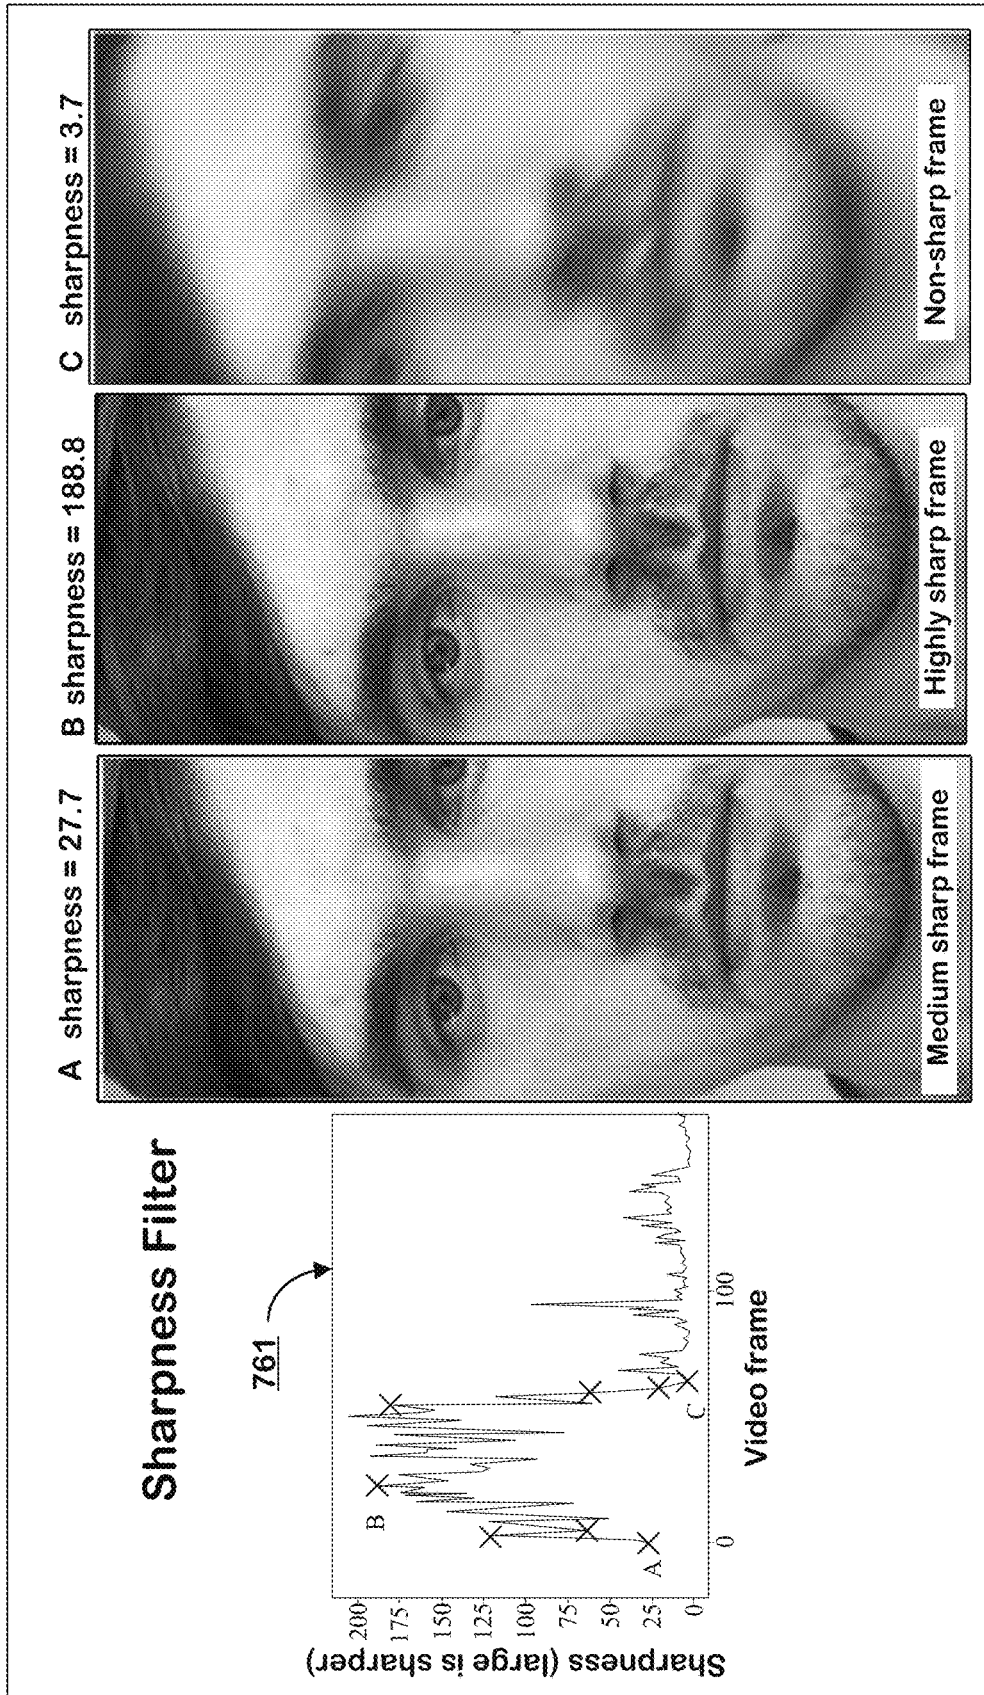 Sharpness Filter
761
Sharpness (large is sharper)
200
175
150
125
100
75
50
25
0
B
A
C
0
100
Video frame
A sharpness = 27.7
Medium sharp frame
B sharpness = 188.8
Highly sharp frame
C sharpness = 3.7
Non-sharp frame